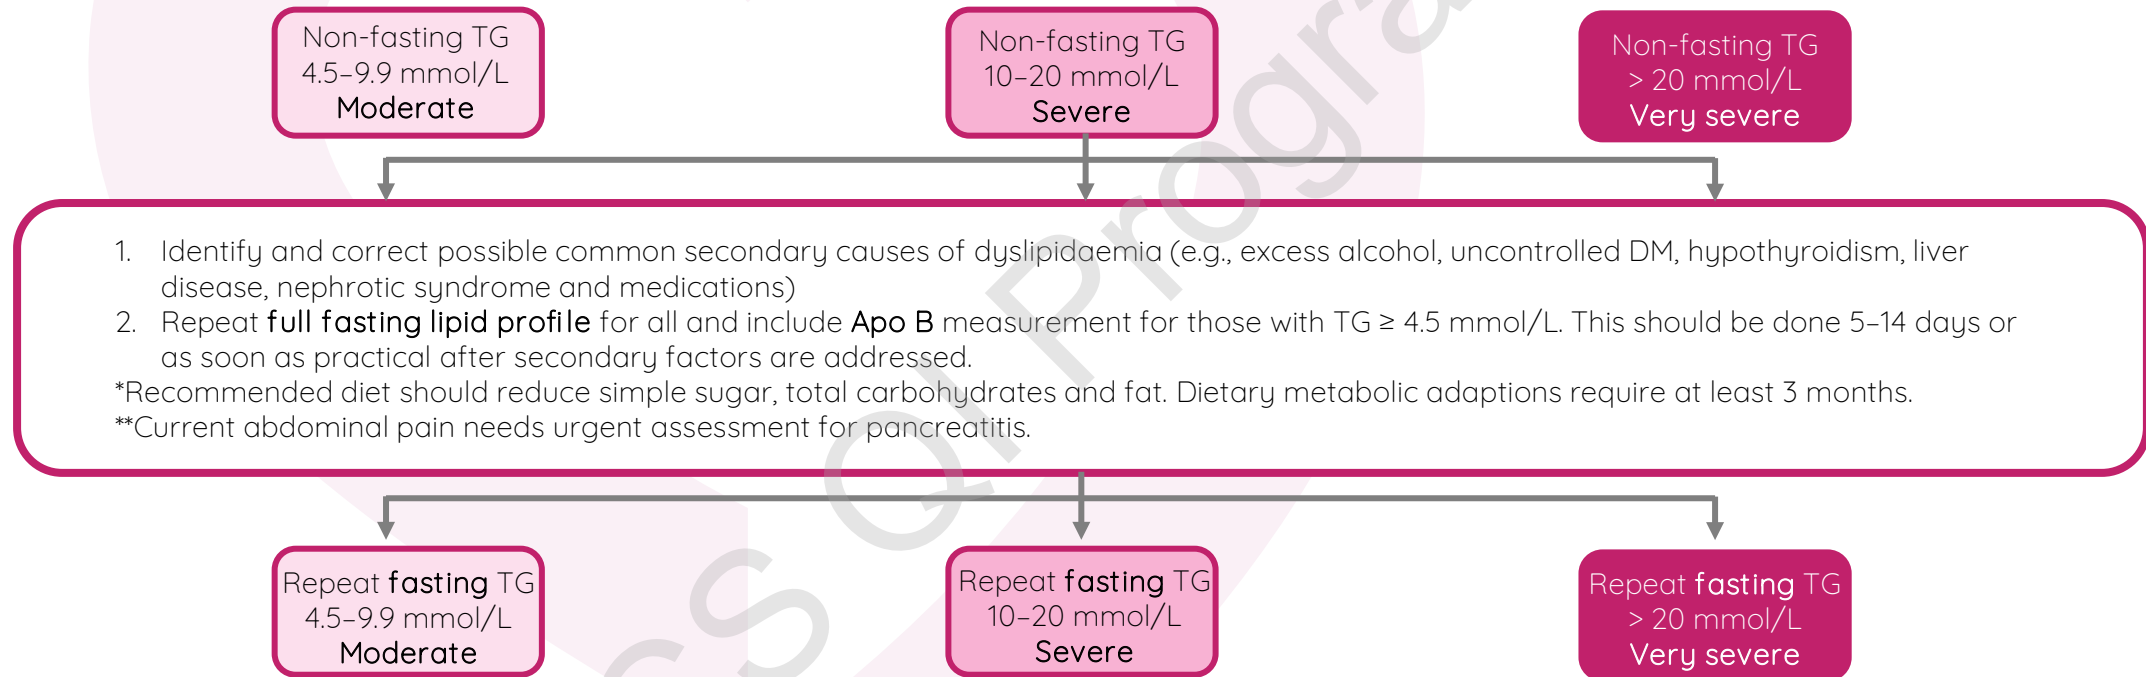 Non-fasting TG
4.5–9.9 mmol/L
Moderate
Non-fasting TG
10–20 mmol/L
Severe
Non-fasting TG
> 20 mmol/L
Very severe
1. Identify and correct possible common secondary causes of dyslipidaemia (e.g., excess alcohol, uncontrolled DM, hypothyroidism, liver
disease, nephrotic syndrome and medications)
2. Repeat full fasting lipid profile for all and include Apo B measurement for those with TG ≥ 4.5 mmol/L. This should be done 5–14 days or
as soon as practical after secondary factors are addressed.
*Recommended diet should reduce simple sugar, total carbohydrates and fat. Dietary metabolic adaptions require at least 3 months.
**Current abdominal pain needs urgent assessment for pancreatitis.
Repeat fasting TG
4.5–9.9 mmol/L
Moderate
Repeat fasting TG
10–20 mmol/L
Severe
Repeat fasting TG
> 20 mmol/L
Very severe
QI